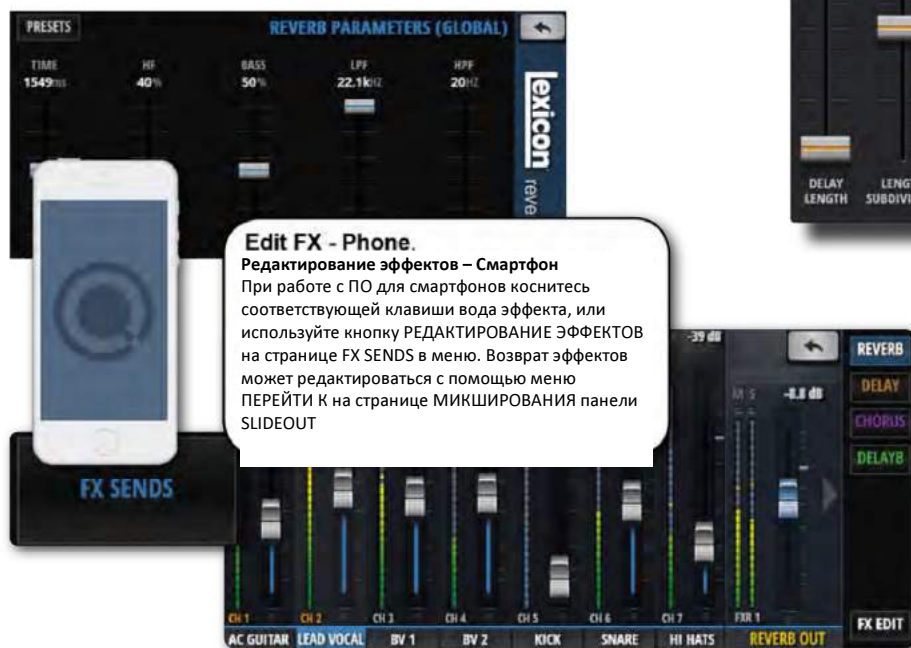 PRESETS
REVERB PARAMETERS (GLOBAL)
TIME HF BASS LPF HPF
1549ms 40% 50% 22.1kHZ 20HZ
lexicon
reve
DELAY LENGTH
LENG
SUBDIVI
Edit FX - Phone.
Редактирование эффектов – Смартфон
При работе с ПО для смартфонов коснитесь
соответствующей клавиши вода эффекта, или
используйте кнопку РЕДАКТИРОВАНИЕ ЭФФЕКТОВ
на странице FX SENDS в меню. Возврат эффектов
может редактироваться с помощью меню
ПЕРЕЙТИ К на странице МИКШИРОВАНИЯ панели
SLIDEOUT
FX SENDS
-39 dB
M S -8.8 dB
REVERB
DELAY
CHORUS
DELAYB
CH 1 CH 2 CH 3 CH 4 CH 5 CH 6 CH 7 FXR 1
AC GUITAR LEAD VOCAL BV 1 BV 2 KICK SNARE HI HATS REVERB OUT
FX EDIT